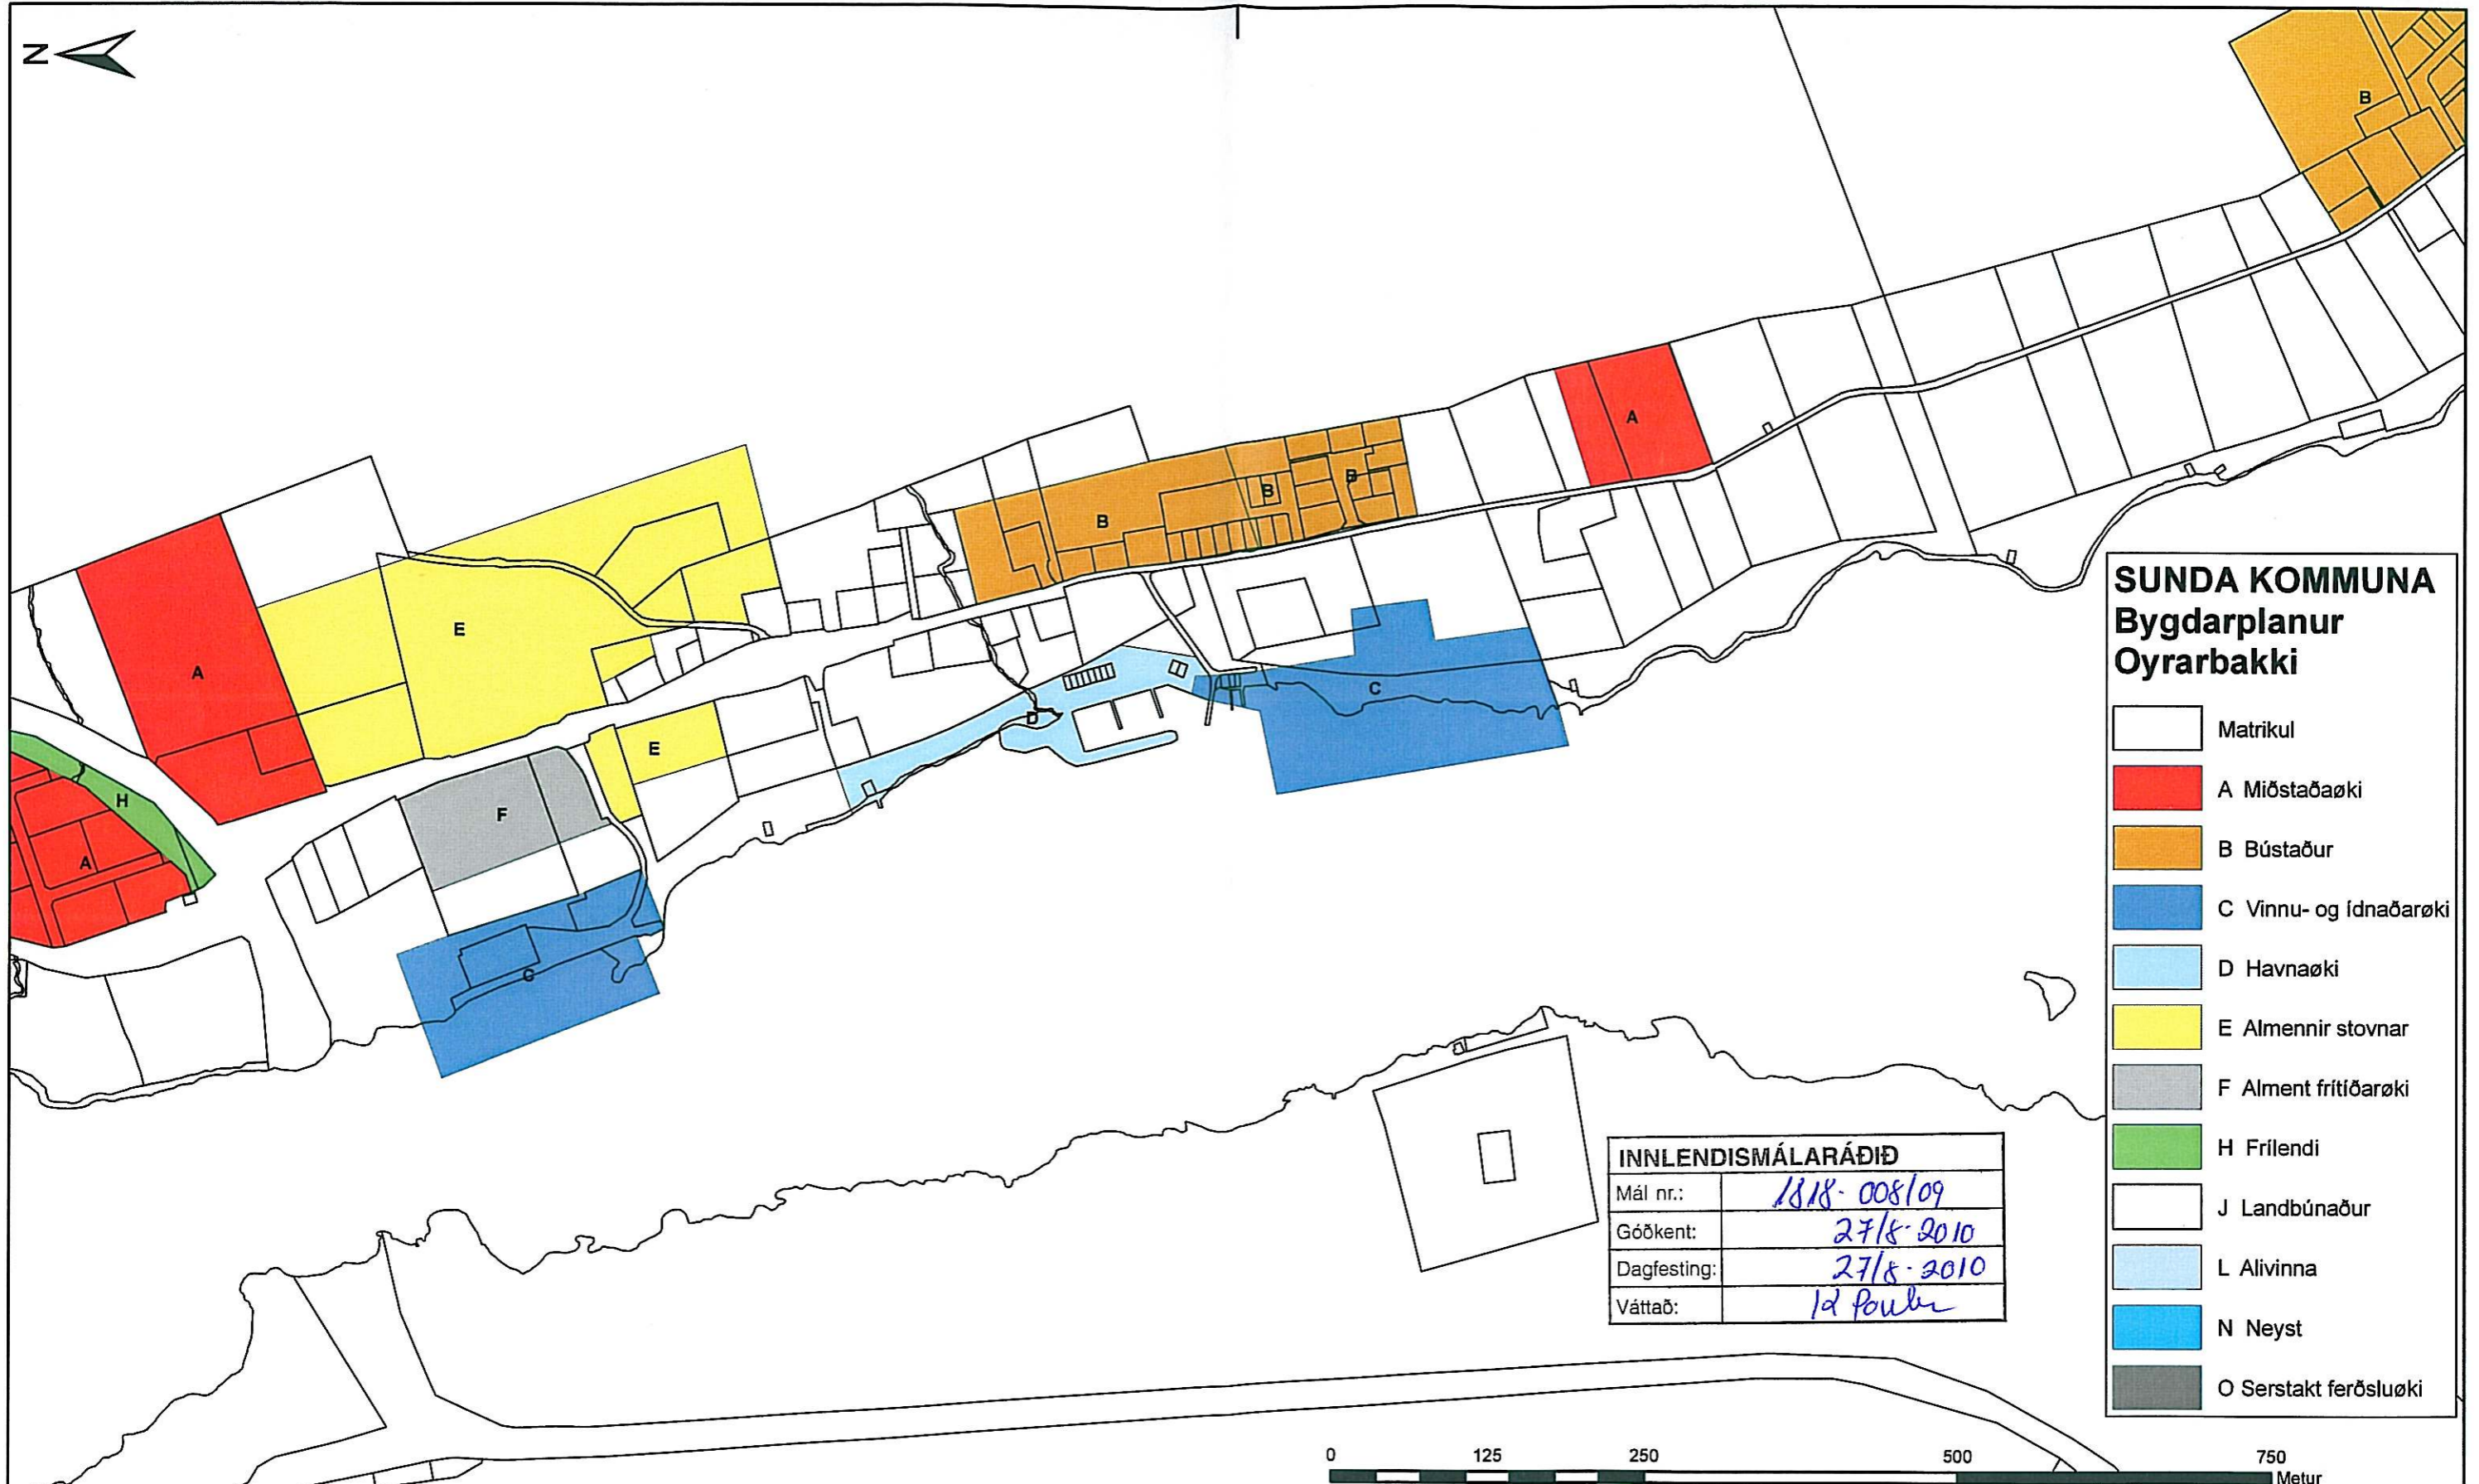 N
B
A
B
B
B
E
A
C
E
D
H
F
A
C
SUNDA KOMMUNA
Bygdarplanur
Oyrarbakki
Matrikul
A Miðstaðaøki
B Bústaður
C Vinnu- og ídnaðarøki
D Havnaøki
E Almennir stovnar
F Alment frítíðarøki
H Frílendi
J Landbúnaður
L Alivinna
N Neyst
O Serstakt ferðsluøki
INNLENDISMÁLARÁÐIÐ
Mál nr.: 1818-008/09
Góðkent: 27/8-2010
Dagfesting: 27/8-2010
Váttað:
0 125 250 500 750
Metur